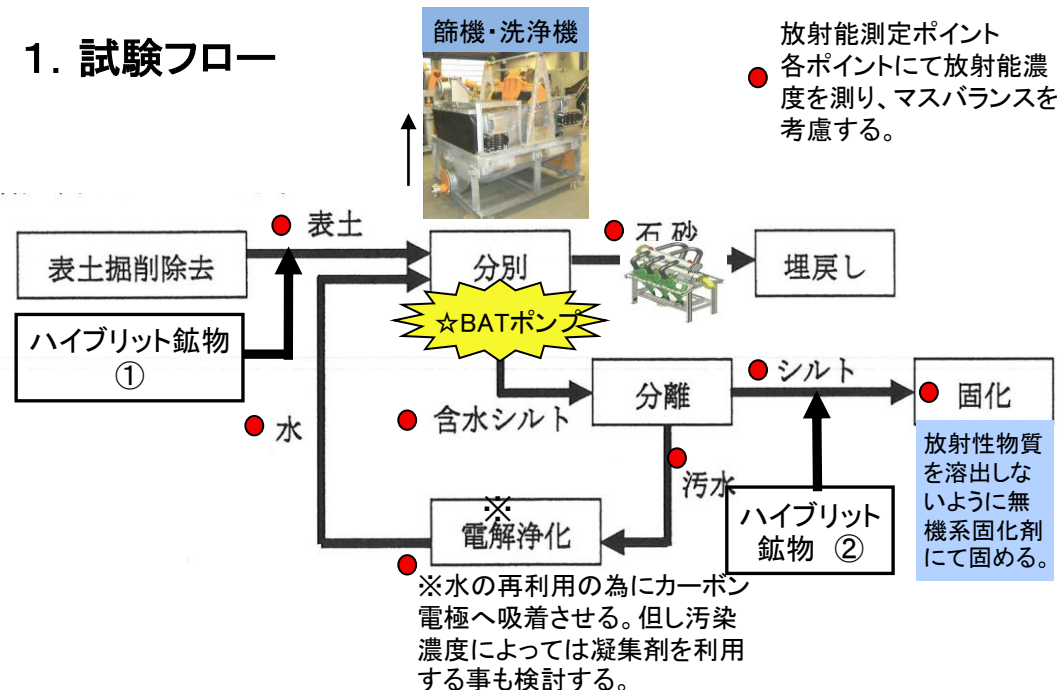 1. 試験フロー
篩機・洗浄機
放射能測定ポイント
各ポイントにて放射能濃
度を測り、マスバランスを
考慮する。
表土
石砂
表土掘削除去
分別
埋戻し
☆BATポンプ
ハイブリット鉱物
①
分離
シルト
固化
水
含水シルト
放射性物質
を溶出しな
いように無
機系固化剤
にて固める。
汚水
※
電解浄化
ハイブリット
鉱物 ②
※水の再利用の為にカーボン
電極へ吸着させる。但し汚染
濃度によっては凝集剤を利用
する事も検討する。